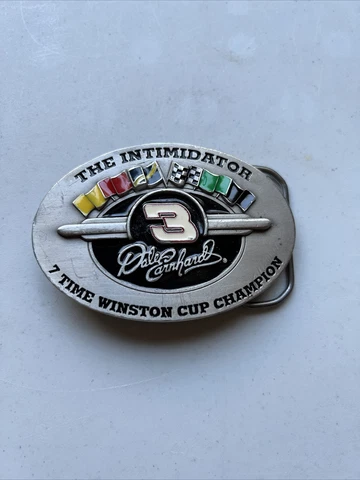 THE INTIMIDATOR
3
Dale Earnhardt
7 TIME WINSTON CUP CHAMPION